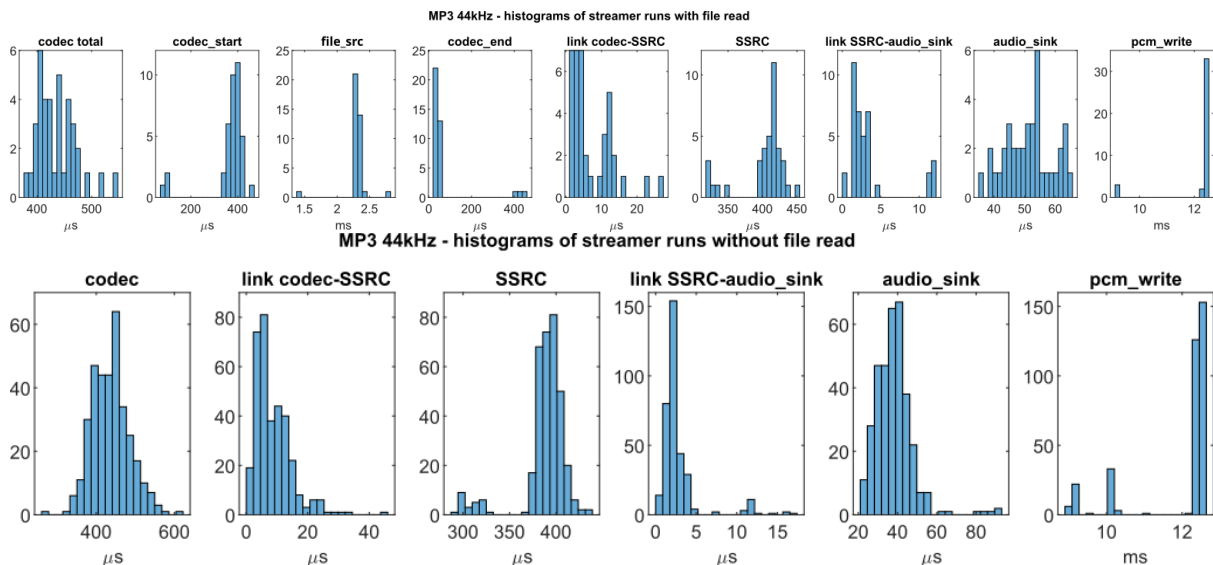 MP3 44kHz - histograms of streamer runs with file read
codec total codec_start file_src codec_end link codec-SSRC SSRC link SSRC-audio_sink audio_sink pcm_write
6 10 25 25 6 10 10 6 30
4 5 20 20 4 5 5 4 20
2 0 15 15 2 0 0 2 10
0 10 10 0 0 0
5 5
0 0
400 500 200 400 1.5 2 2.5 0 200 400 0 10 20 350 400 450 0 5 10 40 50 60 10 12
μs μs ms μs μs μs μs μs ms
MP3 44kHz - histograms of streamer runs without file read
codec link codec-SSRC SSRC link SSRC-audio_sink audio_sink pcm_write
60 80 80 150 60 150
40 60 60 100 40 100
20 40 40 50 20 50
0 20 20 0 0 0
0 0
400 600 0 20 40 300 350 400 0 5 10 15 20 40 60 80 10 12
μs μs μs μs μs ms